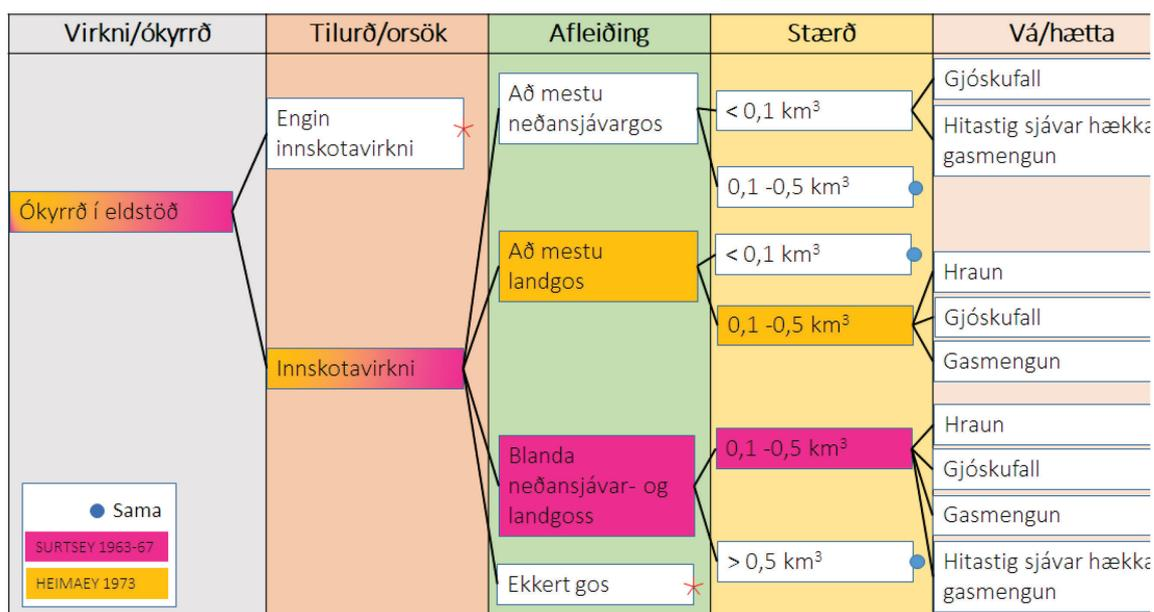 Virkni/ókyrrð
Tilurð/orsök
Afleiðing
Stærð
Vá/hætta
Ókyrrð í eldstöð
Engin
innskotavirkni
Innskotavirkni
Að mestu
neðansjávargos
Að mestu
landgos
Blanda
neðansjávar- og
landgoss
Ekkert gos
< 0,1 km³
0,1 -0,5 km³
< 0,1 km³
0,1 -0,5 km³
0,1 -0,5 km³
> 0,5 km³
Gjóskufall
Hitastig sjávar hækka
gasmengun
Hraun
Gjóskufall
Gasmengun
Hraun
Gjóskufall
Gasmengun
Hitastig sjávar hækka
gasmengun
Sama
SURTSEY 1963-67
HEIMAEY 1973